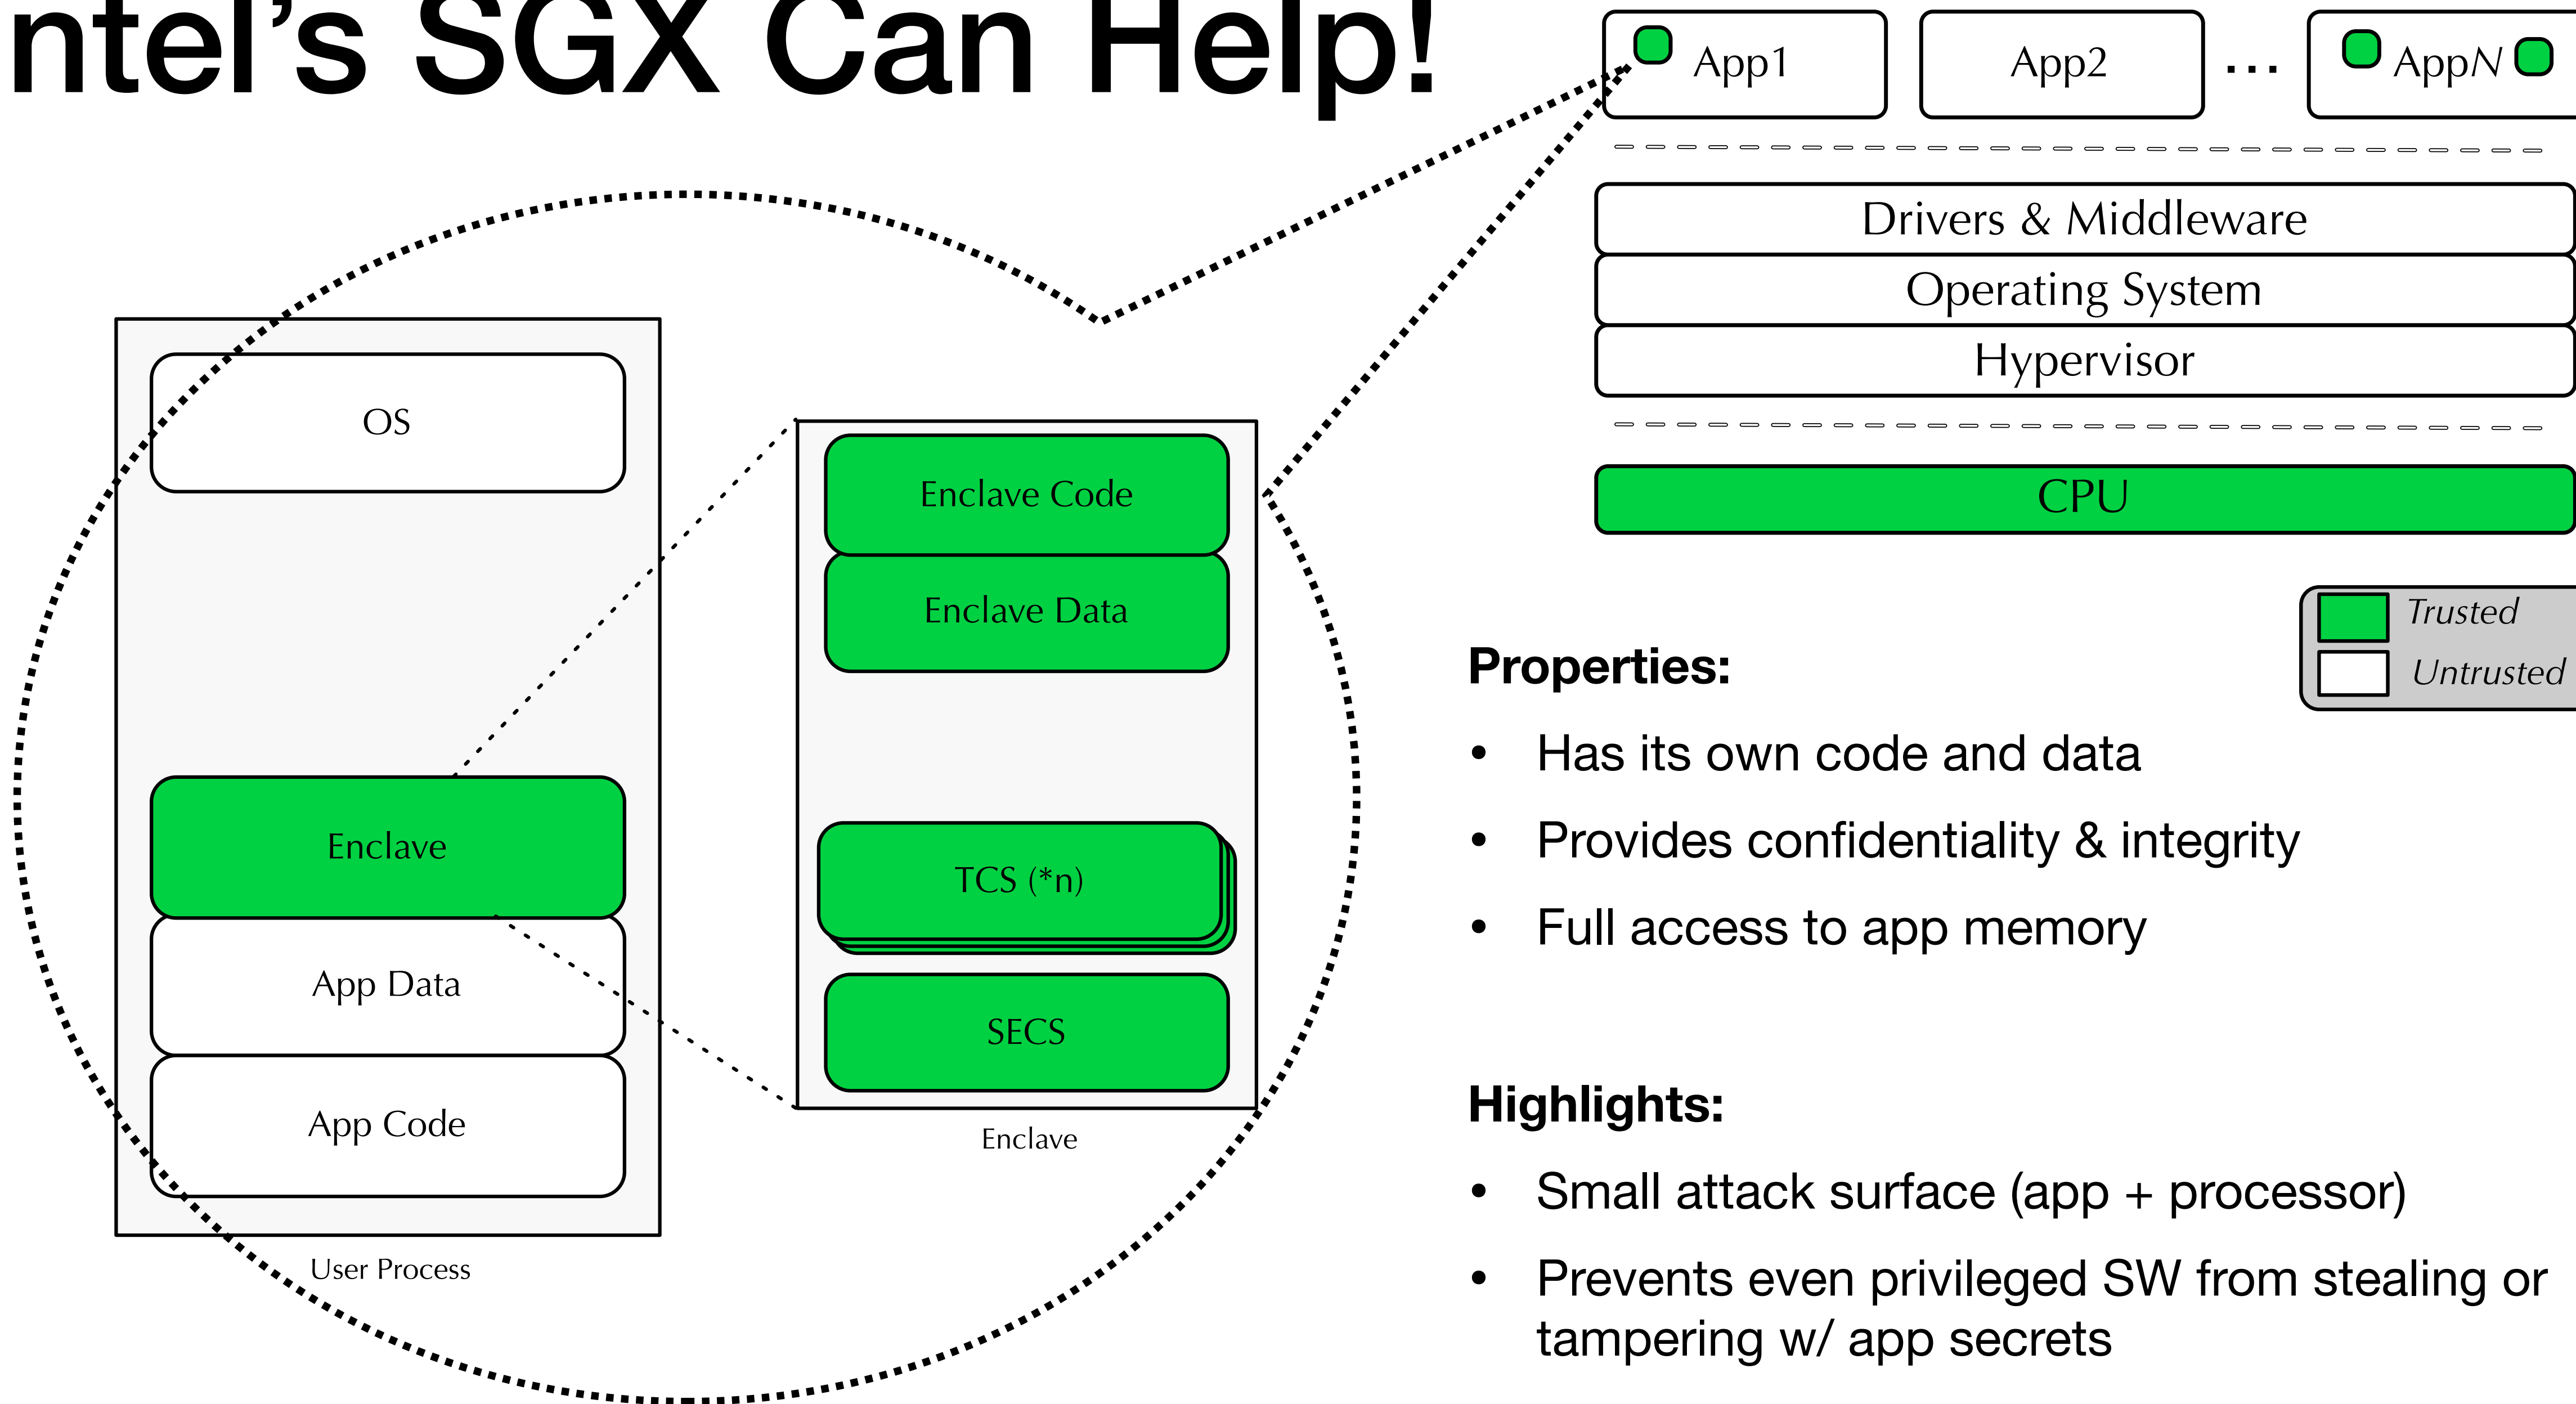 ntel's SGX Can Help!
App1
App2
...
AppN
Drivers & Middleware
Operating System
Hypervisor
CPU
Trusted
Untrusted
OS
Enclave
App Data
App Code
User Process
Enclave Code
Enclave Data
TCS (*n)
SECS
Enclave
Properties:
• Has its own code and data
• Provides confidentiality & integrity
• Full access to app memory
Highlights:
• Small attack surface (app + processor)
• Prevents even privileged SW from stealing or
tampering w/ app secrets